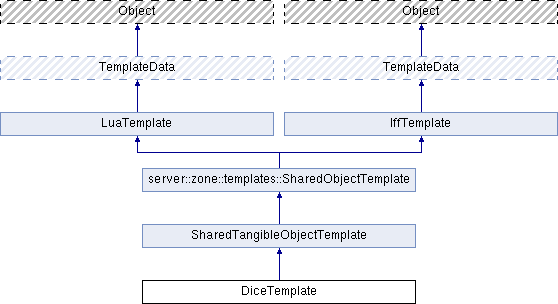 Object Object
TemplateData TemplateData
LuaTemplate IffTemplate
server::zone::templates::SharedObjectTemplate
SharedTangibleObjectTemplate
DiceTemplate